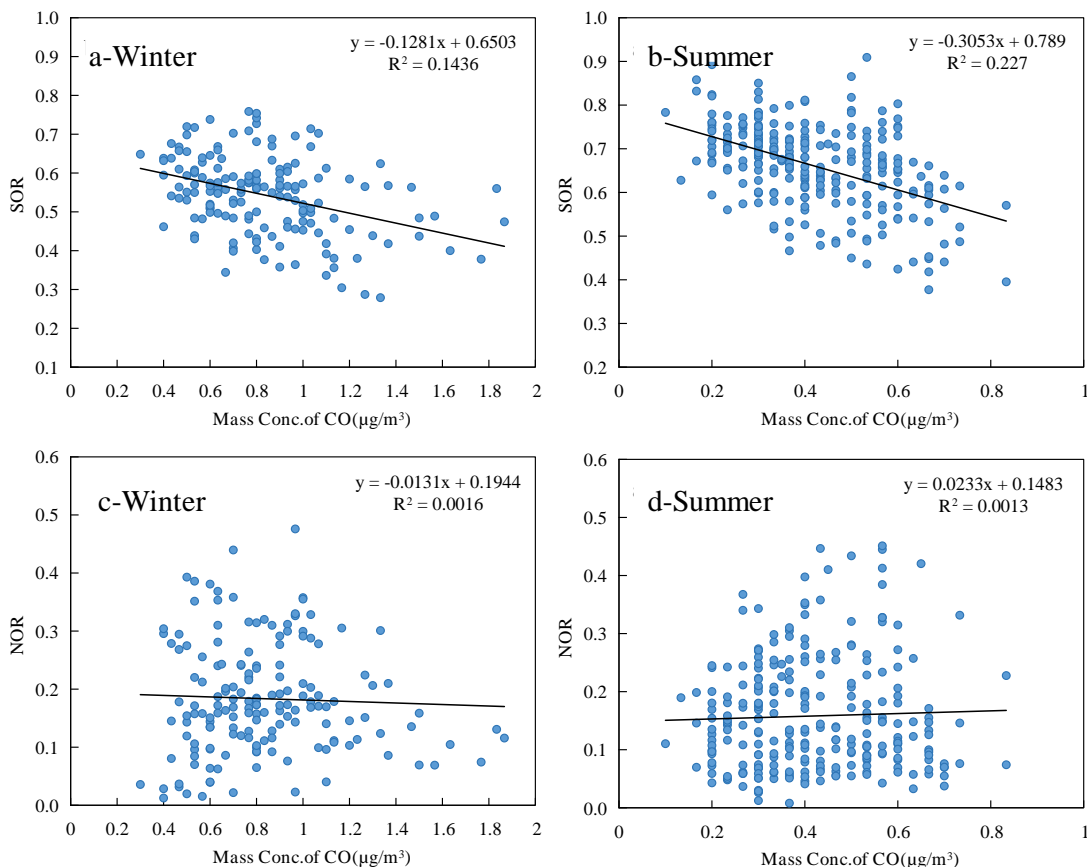 a-Winter
y = -0.1281x + 0.6503
R² = 0.1436
1.0
0.9
0.8
0.7
0.6
0.5
0.4
0.3
0.2
0.1
SOR
0 0.2 0.4 0.6 0.8 1 1.2 1.4 1.6 1.8 2
Mass Conc.of CO(μg/m³)
b-Summer
y = -0.3053x + 0.789
R² = 0.227
1.0
0.9
0.8
0.7
0.6
0.5
0.4
0.3
0.2
SOR
0 0.2 0.4 0.6 0.8 1
Mass Conc.of CO(μg/m³)
c-Winter
y = -0.0131x + 0.1944
R² = 0.0016
0.6
0.5
0.4
0.3
0.2
0.1
0.0
NOR
0 0.2 0.4 0.6 0.8 1 1.2 1.4 1.6 1.8 2
Mass Conc.of CO(μg/m³)
d-Summer
y = 0.0233x + 0.1483
R² = 0.0013
0.6
0.5
0.4
0.3
0.2
0.1
0.0
NOR
0 0.2 0.4 0.6 0.8 1
Mass Conc.of CO(μg/m³)